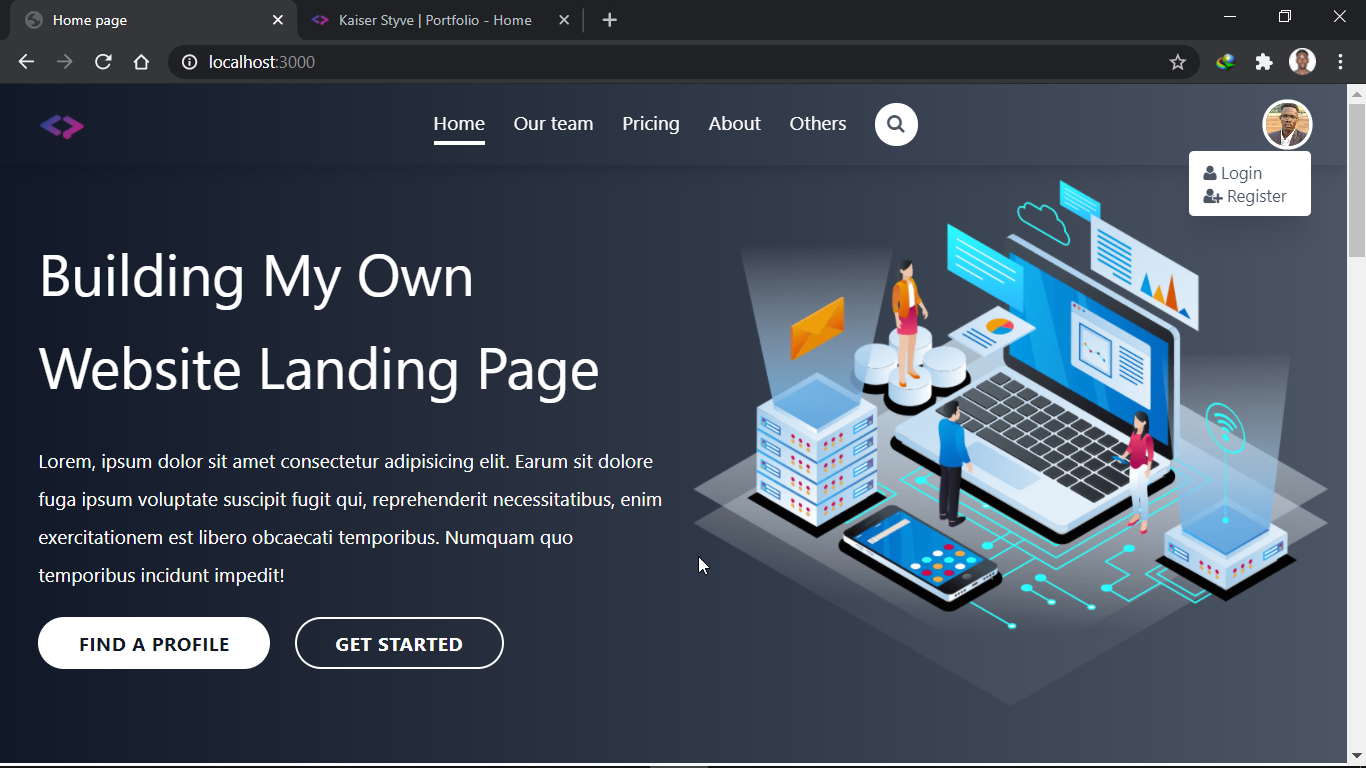 Home page
Kaiser Styve | Portfolio - Home
localhost:3000
Home Our team Pricing About Others
Login
Register
Building My Own
Website Landing Page
Lorem, ipsum dolor sit amet consectetur adipisicing elit. Earum sit dolore
fuga ipsum voluptate suscipit fugit qui, reprehenderit necessitatibus, enim
exercitationem est libero obcaecati temporibus. Numquam quo
temporibus incidunt impedit!
FIND A PROFILE GET STARTED